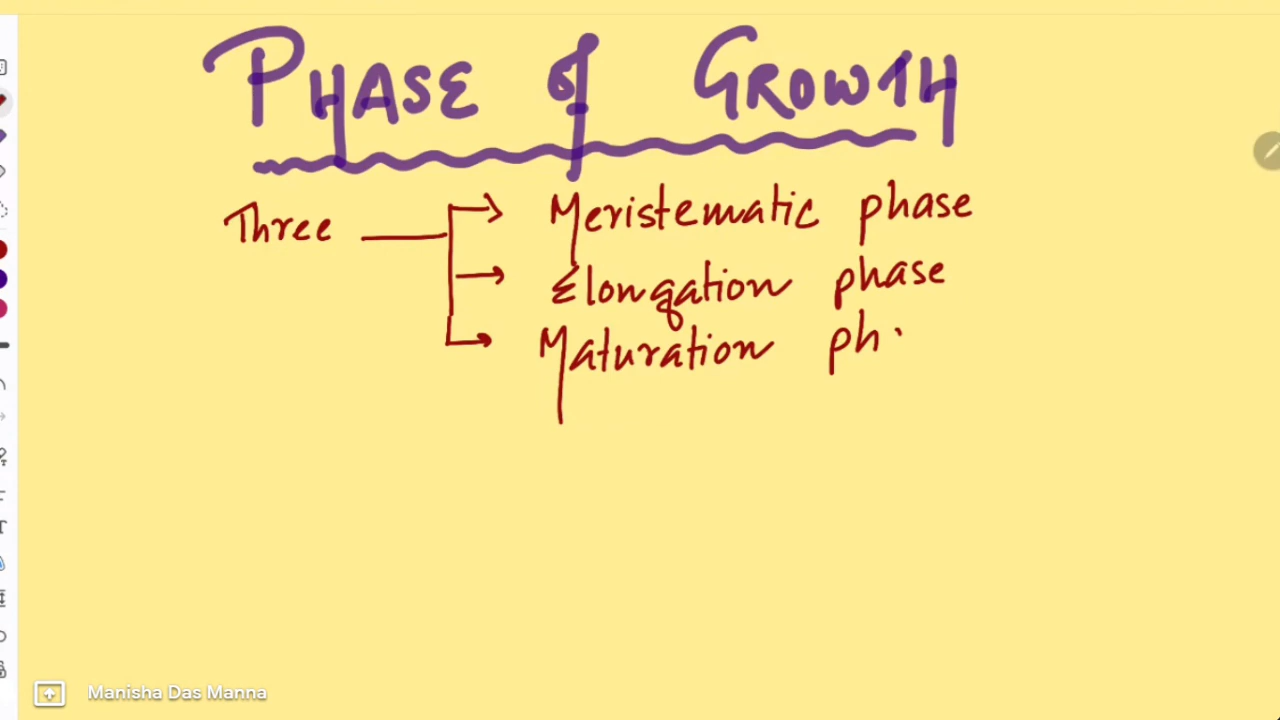 PHASE of GROWTH
Three → Meristematic phase
→ Elongation phase
→ Maturation ph
Manisha Das Manna